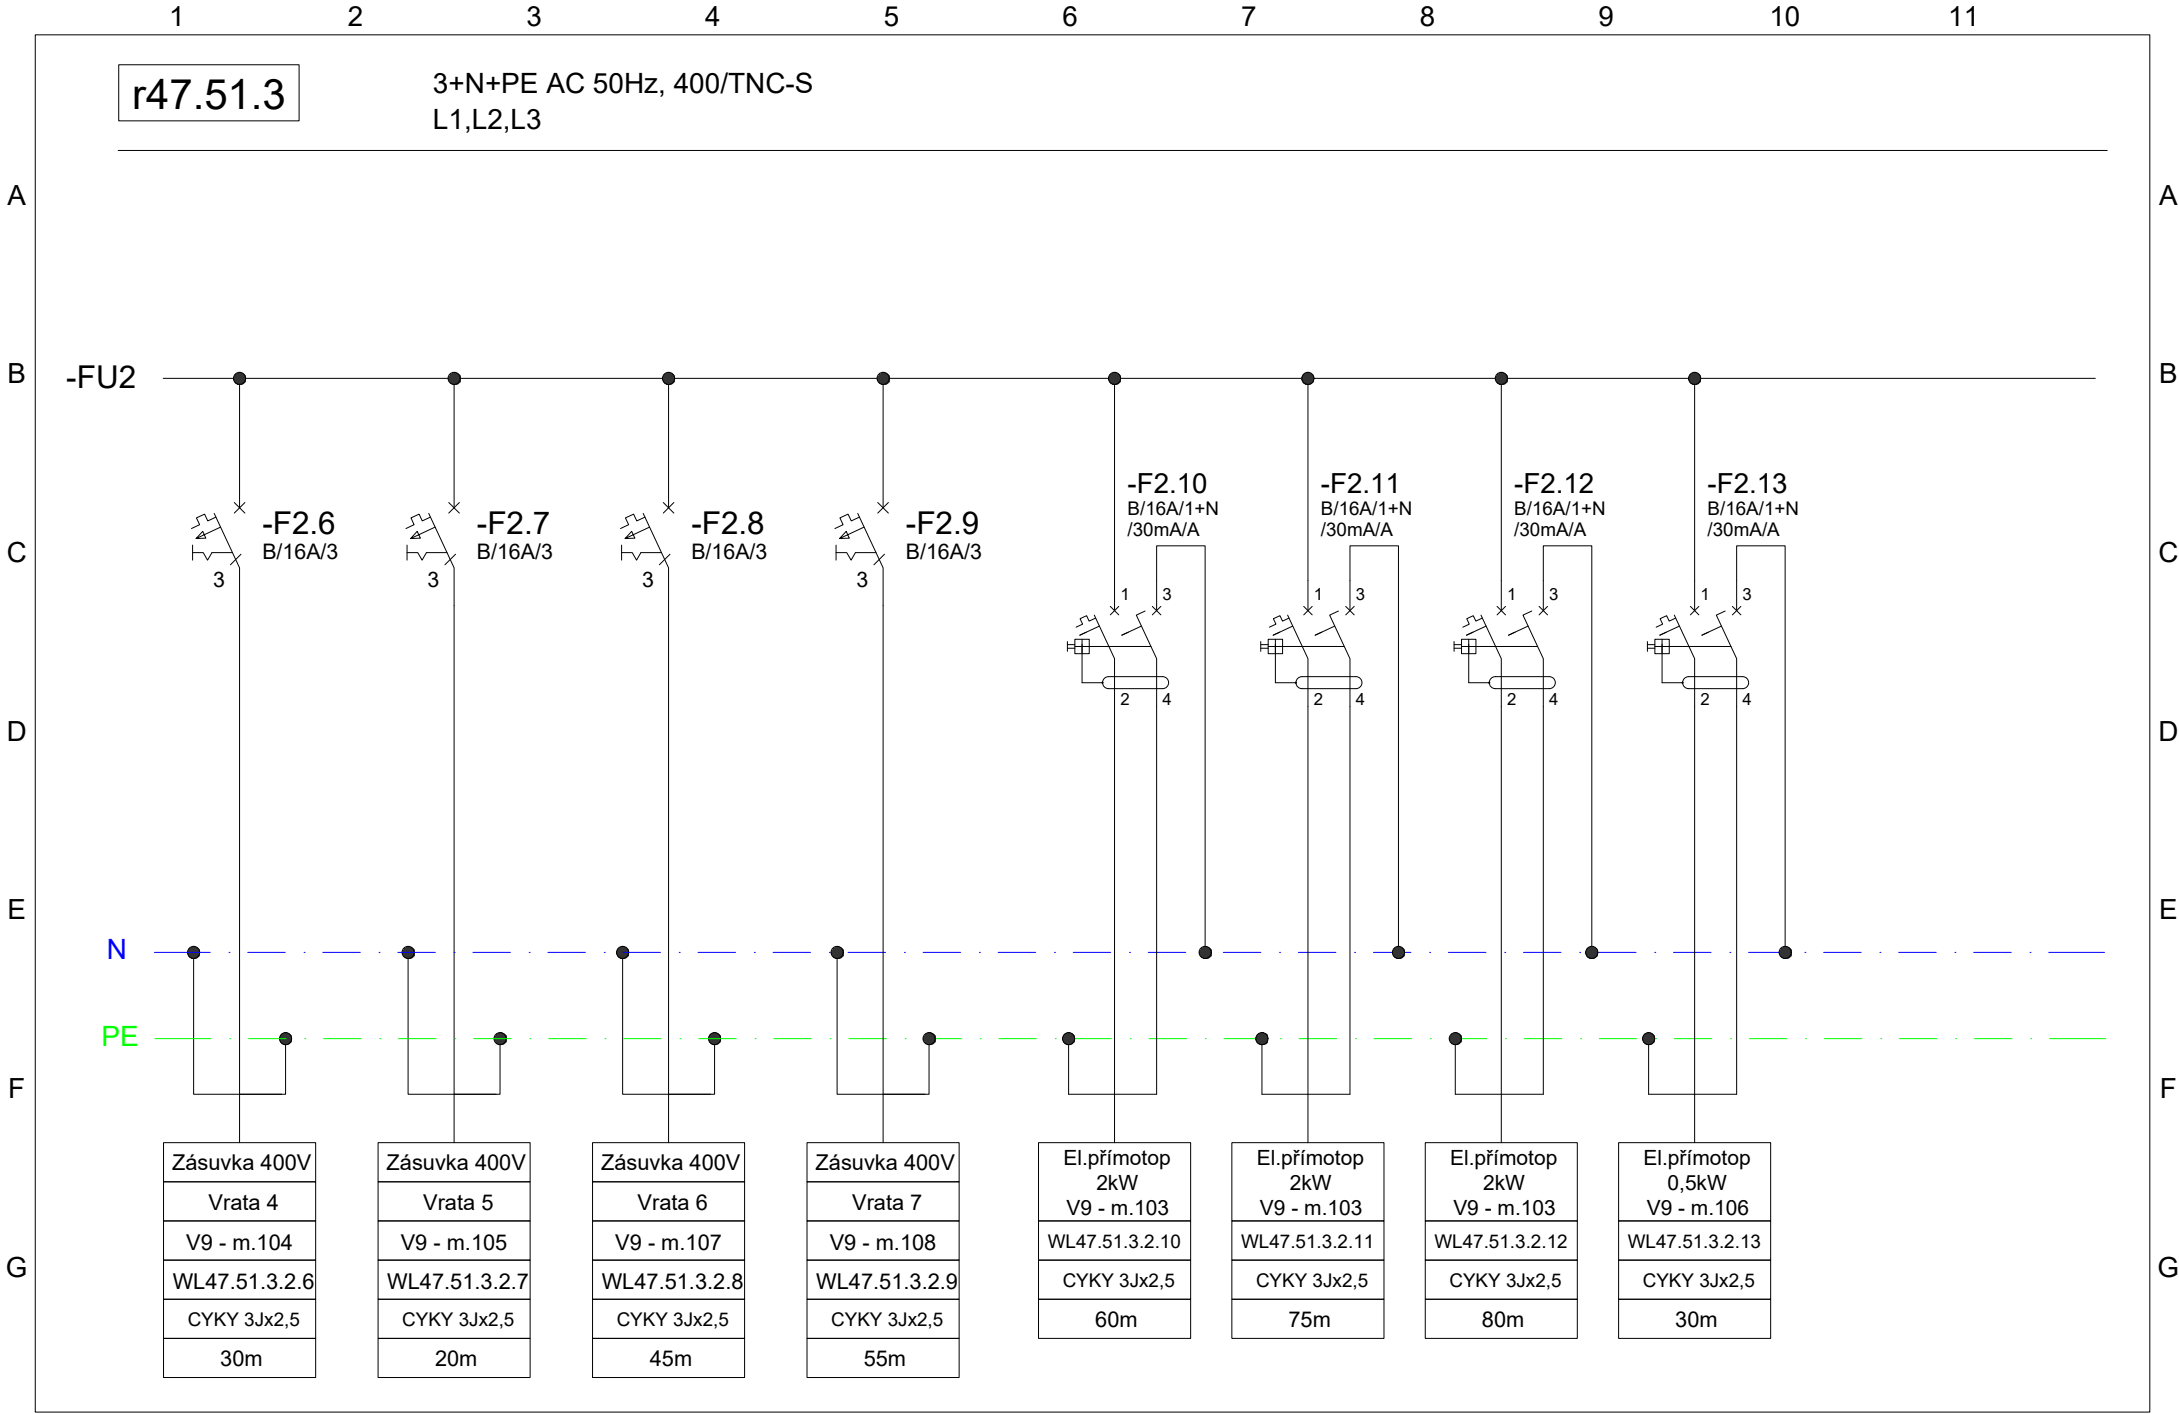 1 2 3 4 5 6 7 8 9 10 11
r47.51.3
3+N+PE AC 50Hz, 400/TNC-S
L1,L2,L3
A A
B -FU2 B
-F2.10 -F2.11 -F2.12 -F2.13
B/16A/1+N B/16A/1+N B/16A/1+N B/16A/1+N
/30mA/A /30mA/A /30mA/A /30mA/A
-F2.6 -F2.7 -F2.8 -F2.9
B/16A/3 B/16A/3 B/16A/3 B/16A/3
C C
3 3 3 3
1 3 1 3 1 3 1 3
2 4 2 4 2 4 2 4
D D
E E
N
PE
F F
Zásuvka 400V
Vrata 4
V9 - m.104
WL47.51.3.2.6
CYKY 3Jx2,5
30m
Zásuvka 400V
Vrata 5
V9 - m.105
WL47.51.3.2.7
CYKY 3Jx2,5
20m
Zásuvka 400V
Vrata 6
V9 - m.107
WL47.51.3.2.8
CYKY 3Jx2,5
45m
Zásuvka 400V
Vrata 7
V9 - m.108
WL47.51.3.2.9
CYKY 3Jx2,5
55m
El.přímotop
2kW
V9 - m.103
WL47.51.3.2.10
CYKY 3Jx2,5
60m
El.přímotop
2kW
V9 - m.103
WL47.51.3.2.11
CYKY 3Jx2,5
75m
El.přímotop
2kW
V9 - m.103
WL47.51.3.2.12
CYKY 3Jx2,5
80m
El.přímotop
0,5kW
V9 - m.106
WL47.51.3.2.13
CYKY 3Jx2,5
30m
G G